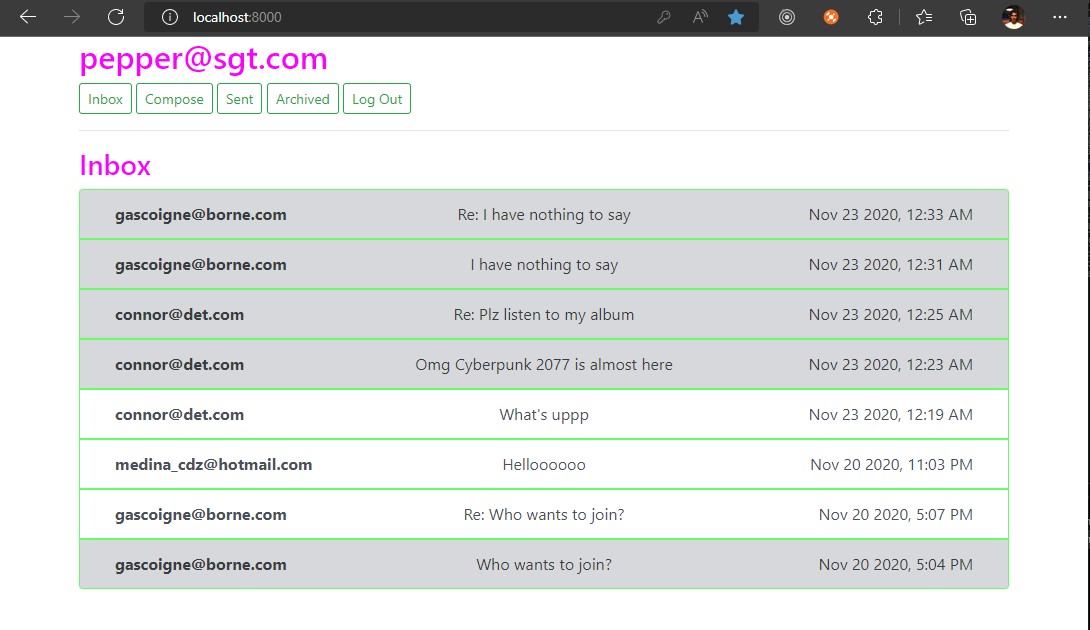 localhost:8000
pepper@sgt.com
Inbox Compose Sent Archived Log Out
Inbox
gascoigne@borne.com Re: I have nothing to say Nov 23 2020, 12:33 AM
gascoigne@borne.com I have nothing to say Nov 23 2020, 12:31 AM
connor@det.com Re: Plz listen to my album Nov 23 2020, 12:25 AM
connor@det.com Omg Cyberpunk 2077 is almost here Nov 23 2020, 12:23 AM
connor@det.com What's uppp Nov 23 2020, 12:19 AM
medina_cdz@hotmail.com Helloooooo Nov 20 2020, 11:03 PM
gascoigne@borne.com Re: Who wants to join? Nov 20 2020, 5:07 PM
gascoigne@borne.com Who wants to join? Nov 20 2020, 5:04 PM